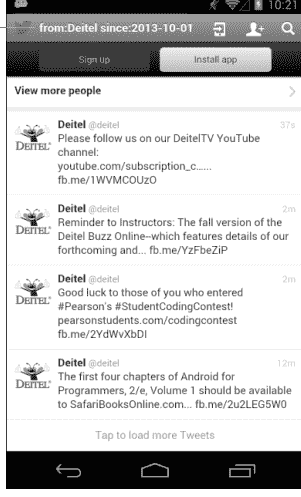 10:21
from:Deitel since:2013-10-01
Sign up
Install app
View more people
Deitel @deitel 37s
Please follow us on our DeitelTV YouTube
channel:
youtube.com/subscription_c......
fb.me/1WVMCOUzO
DEITEL
Deitel @deitel 2m
Reminder to Instructors: The fall version of the
Deitel Buzz Online--which features details of our
forthcoming and... fb.me/YzFbeZiP
DEITEL
Deitel @deitel 2m
Good luck to those of you who entered
#Pearson's #StudentCodingContest!
pearsonstudents.com/codingcontest
fb.me/2YdWvXbDI
DEITEL
Deitel @deitel 12m
The first four chapters of Android for
Programmers, 2/e, Volume 1 should be available
to SafariBooksOnline.com... fb.me/2u2LEG5W0
DEITEL
Tap to load more Tweets